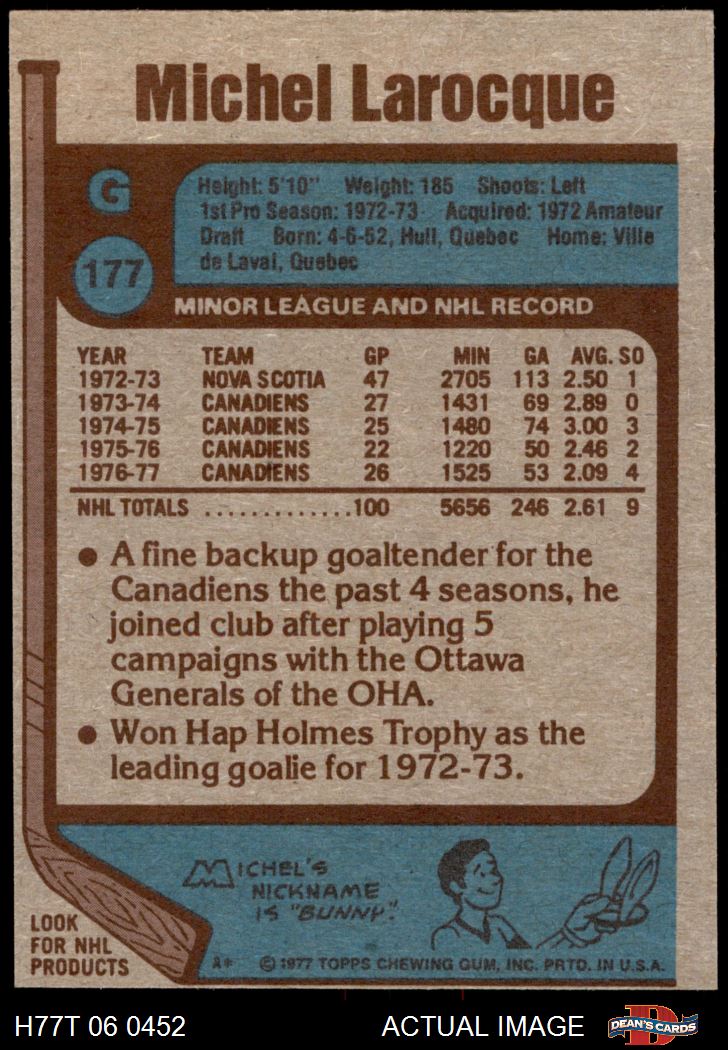 Michel Larocque
G
177
Height: 5'10" Weight: 185 Shoots: Left
1st Pro Season: 1972-73 Acquired: 1972 Amateur
Draft Born: 4-6-52, Hull, Quebec Home: Ville
de Laval, Quebec
MINOR LEAGUE AND NHL RECORD
YEAR TEAM GP MIN GA AVG. SO
1972-73 NOVA SCOTIA 47 2705 113 2.50 1
1973-74 CANADIENS 27 1431 69 2.89 0
1974-75 CANADIENS 25 1480 74 3.00 3
1975-76 CANADIENS 22 1220 50 2.46 2
1976-77 CANADIENS 26 1525 53 2.09 4
NHL TOTALS .............100 5656 246 2.61 9
● A fine backup goaltender for the
Canadiens the past 4 seasons, he
joined club after playing 5
campaigns with the Ottawa
Generals of the OHA.
● Won Hap Holmes Trophy as the
leading goalie for 1972-73.
MICHEL'S
NICKNAME
IS "BUNNY."
LOOK
FOR NHL
PRODUCTS
A* © 1977 TOPPS CHEWING GUM, INC. PRTD. IN U.S.A.
H77T 06 0452 ACTUAL IMAGE DEAN'S CARDS